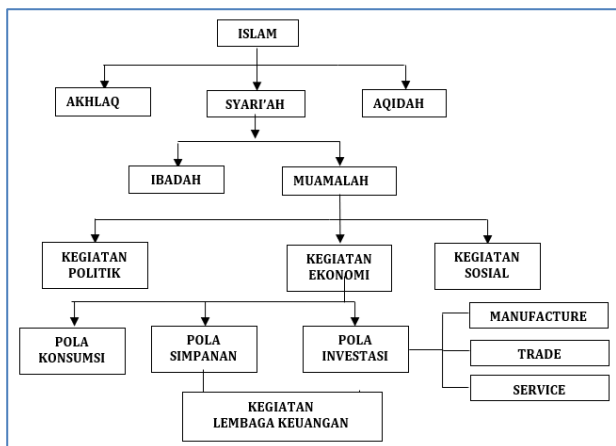 ISLAM
AKHLAQ
SYARI'AH
AQIDAH
IBADAH
MUAMALAH
KEGIATAN
POLITIK
KEGIATAN
EKONOMI
KEGIATAN
SOSIAL
POLA
KONSUMSI
POLA
SIMPANAN
POLA
INVESTASI
MANUFACTURE
TRADE
SERVICE
KEGIATAN
LEMBAGA KEUANGAN